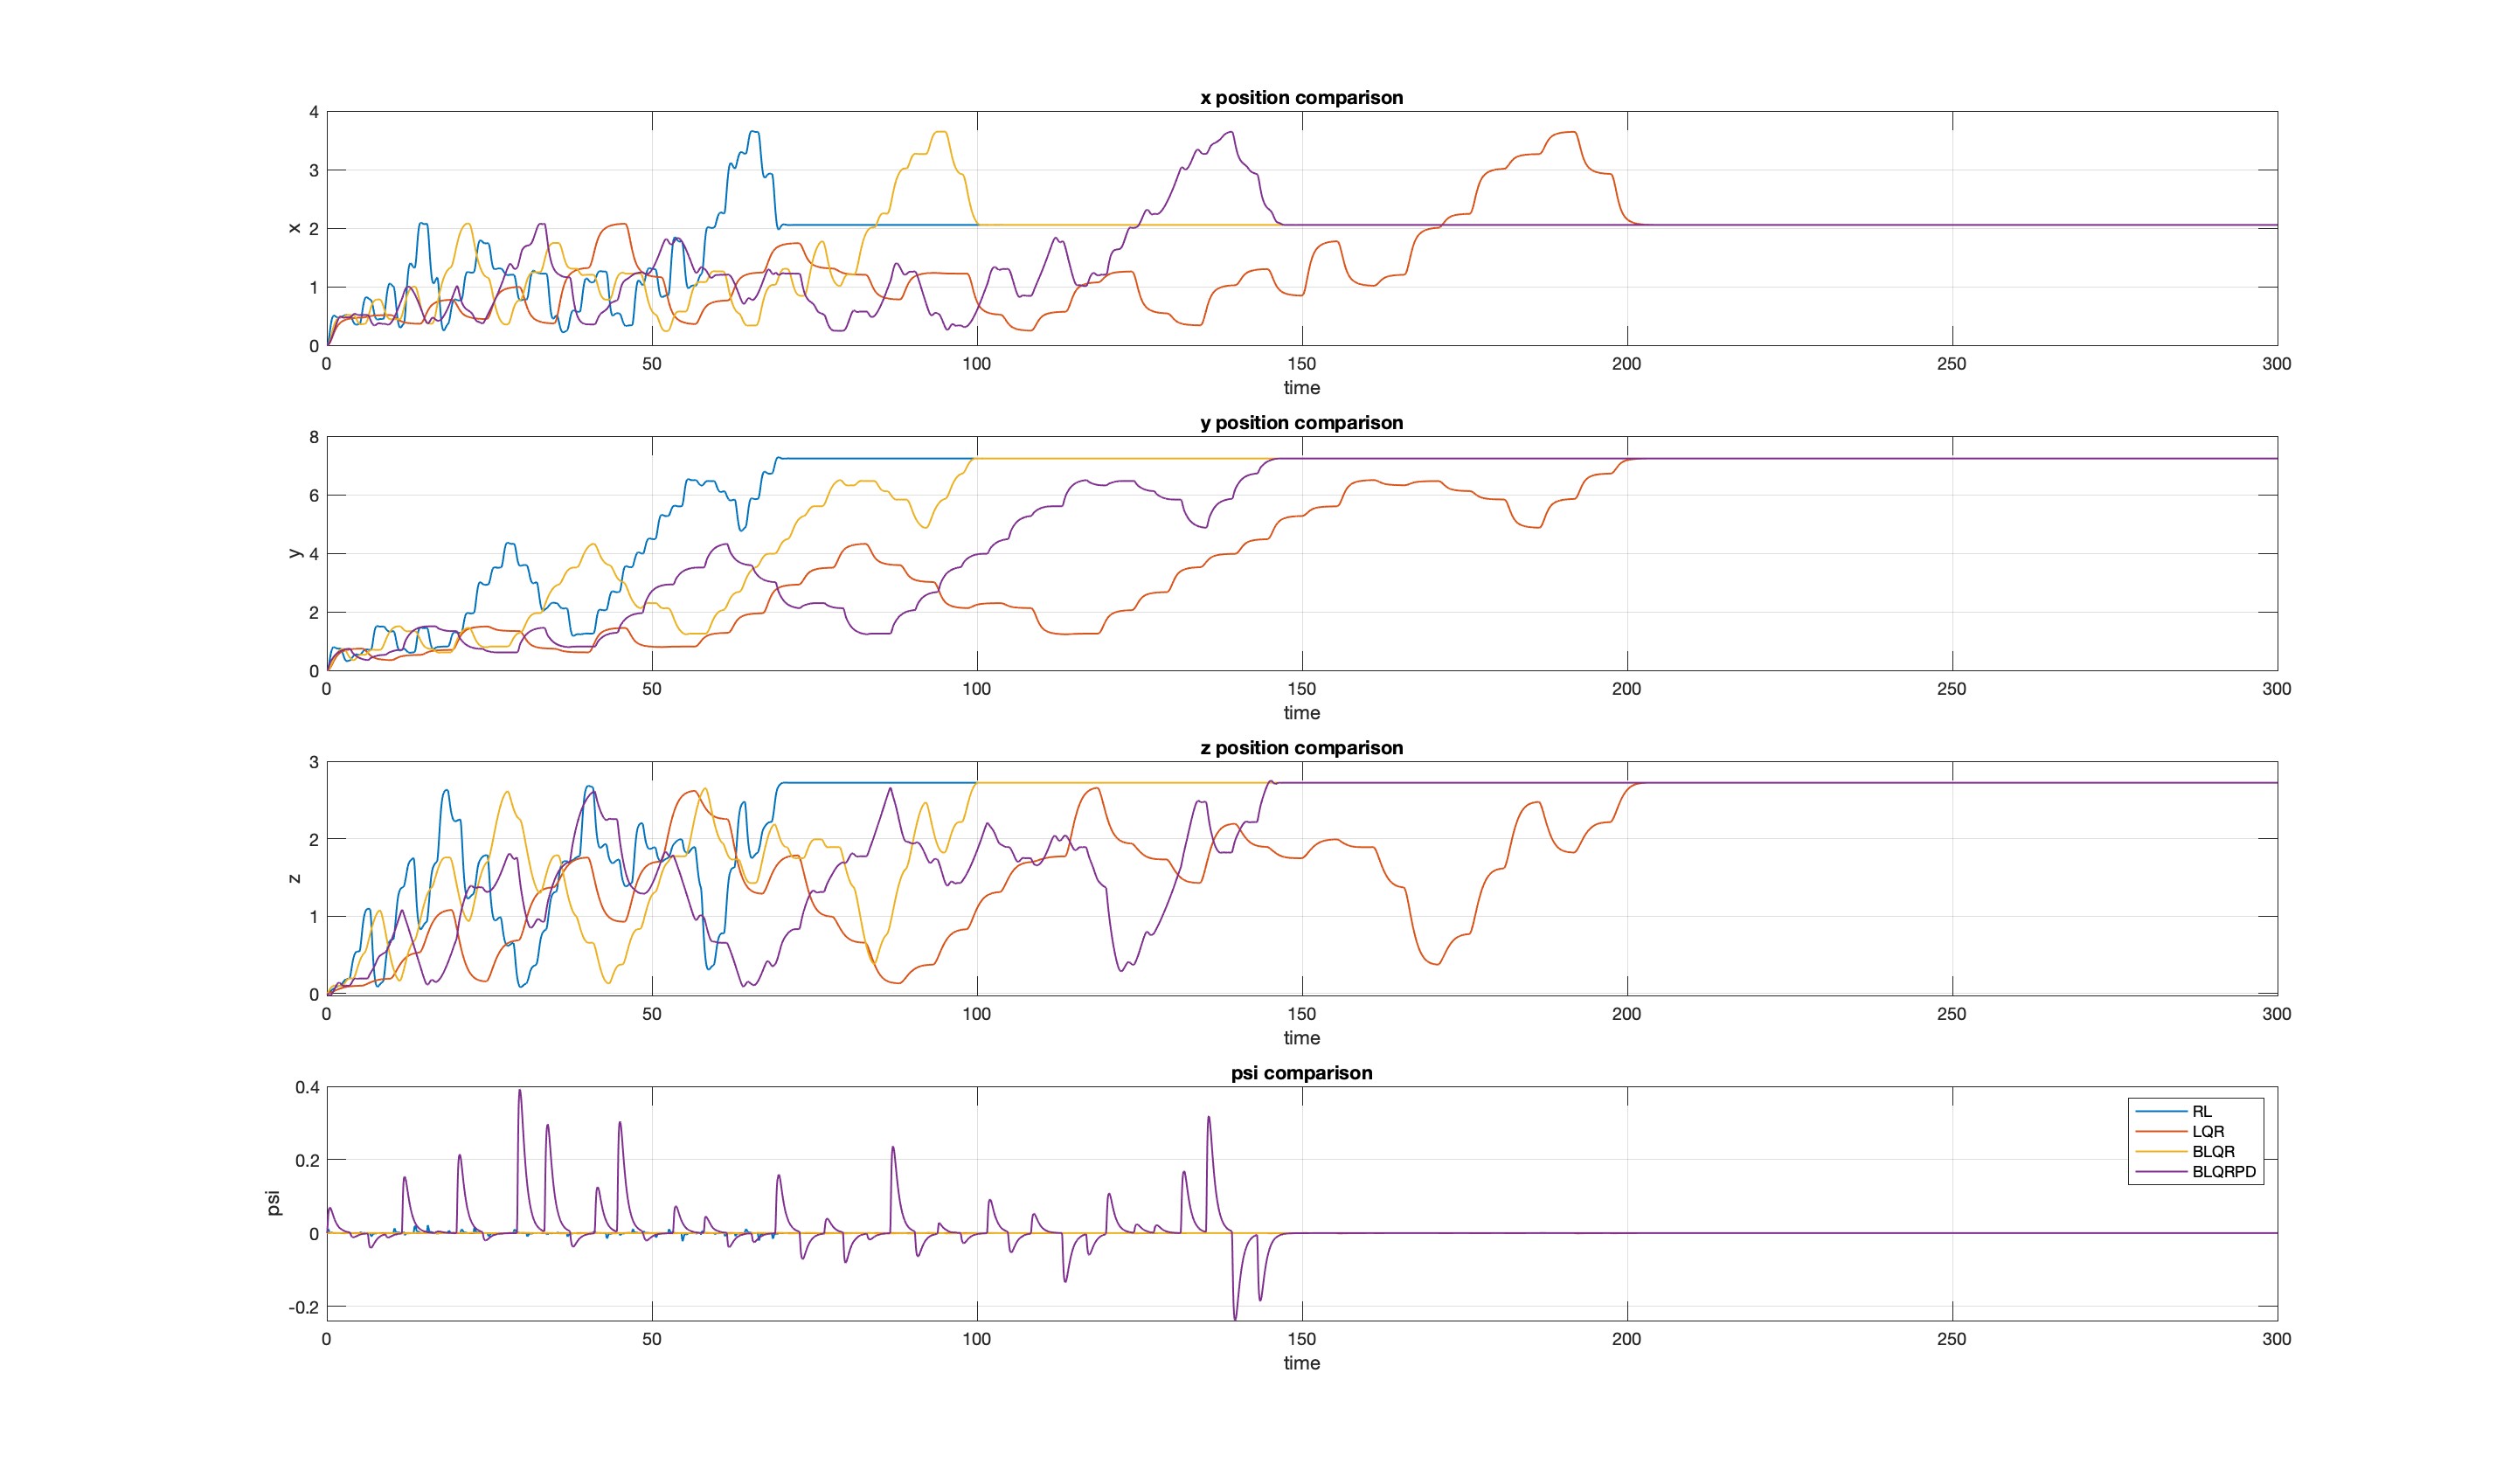 x position comparison
4
3
2
1
0
x
0 50 100 150 200 250 300
time
y position comparison
8
6
4
2
0
y
0 50 100 150 200 250 300
time
z position comparison
3
2
1
0
z
0 50 100 150 200 250 300
time
psi comparison
0.4
0.2
0
-0.2
psi
RL
LQR
BLQR
BLQRPD
0 50 100 150 200 250 300
time